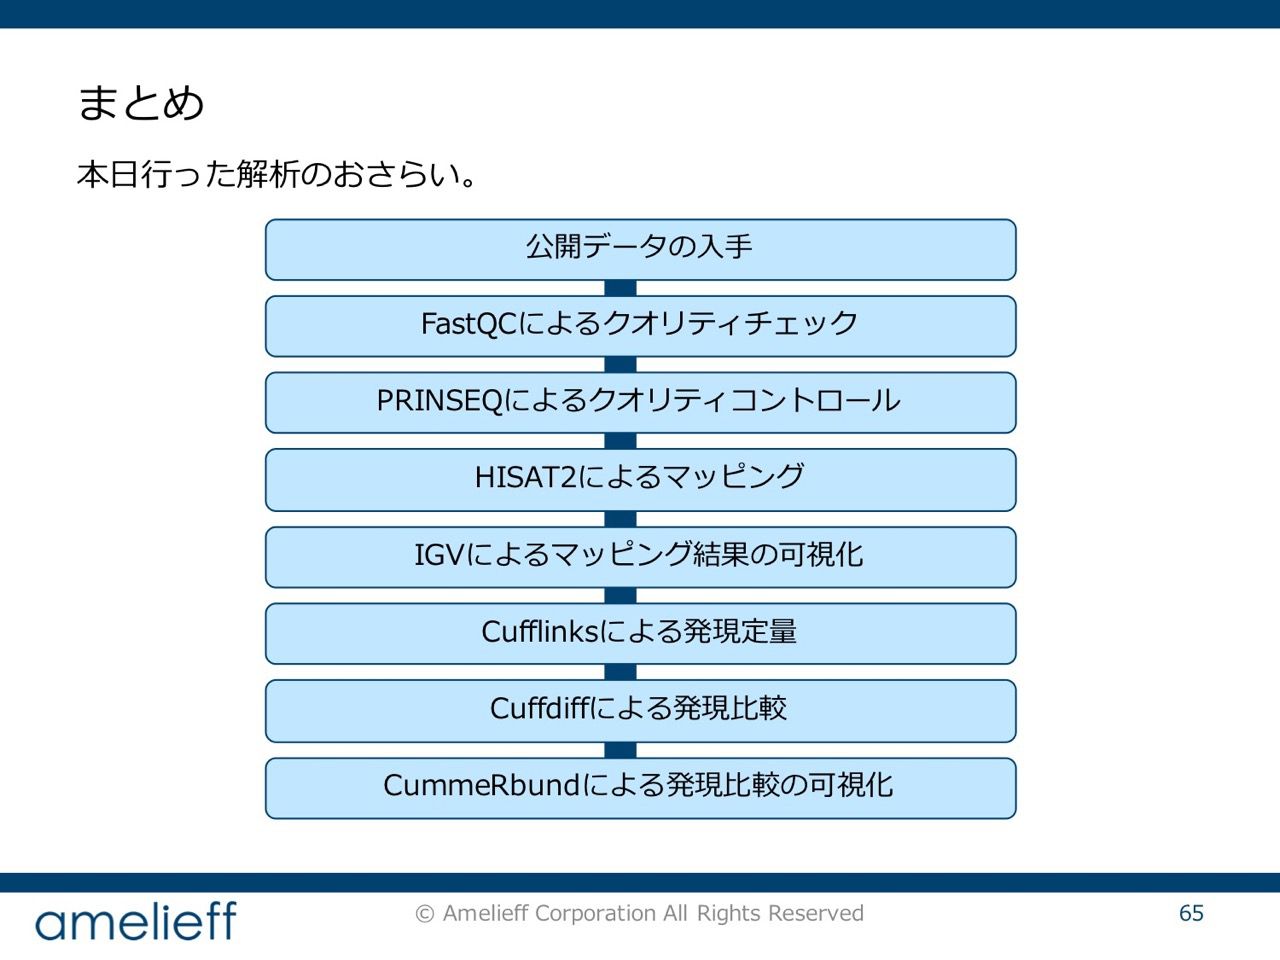 まとめ
本日行った解析のおさらい。
公開データの入手
FastQCによるクオリティチェック
PRINSEQによるクオリティコントロール
HISAT2によるマッピング
IGVによるマッピング結果の可視化
Cufflinksによる発現定量
Cuffdiffによる発現比較
CummeRbundによる発現比較の可視化
amelieff
© Amelieff Corporation All Rights Reserved
65